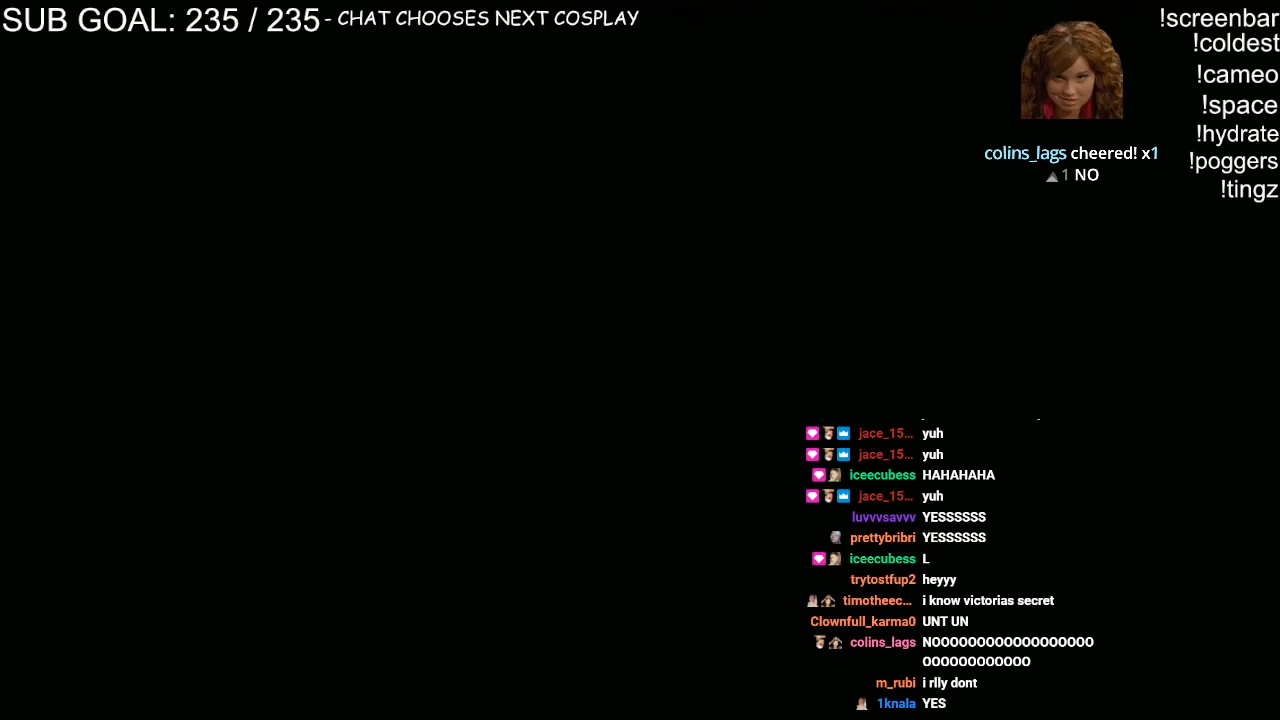 SUB GOAL: 235 / 235 - CHAT CHOOSES NEXT COSPLAY
!screenbar
!coldest
!cameo
!space
!hydrate
!poggers
!tingz
colins_lags cheered! x1
1 NO
jace_15... yuh
jace_15... yuh
iceecubess HAHAHAHA
jace_15... yuh
luvvvsavvv YESSSSSS
prettybribri YESSSSSS
iceecubess L
trytostfup2 heyyy
timotheec... i know victorias secret
Clownfull_karma0 UNT UN
colins_lags NOOOOOOOOOOOOOOOOOOO
OOOOOOOOOOOO
m_rubi i rlly dont
1knala YES